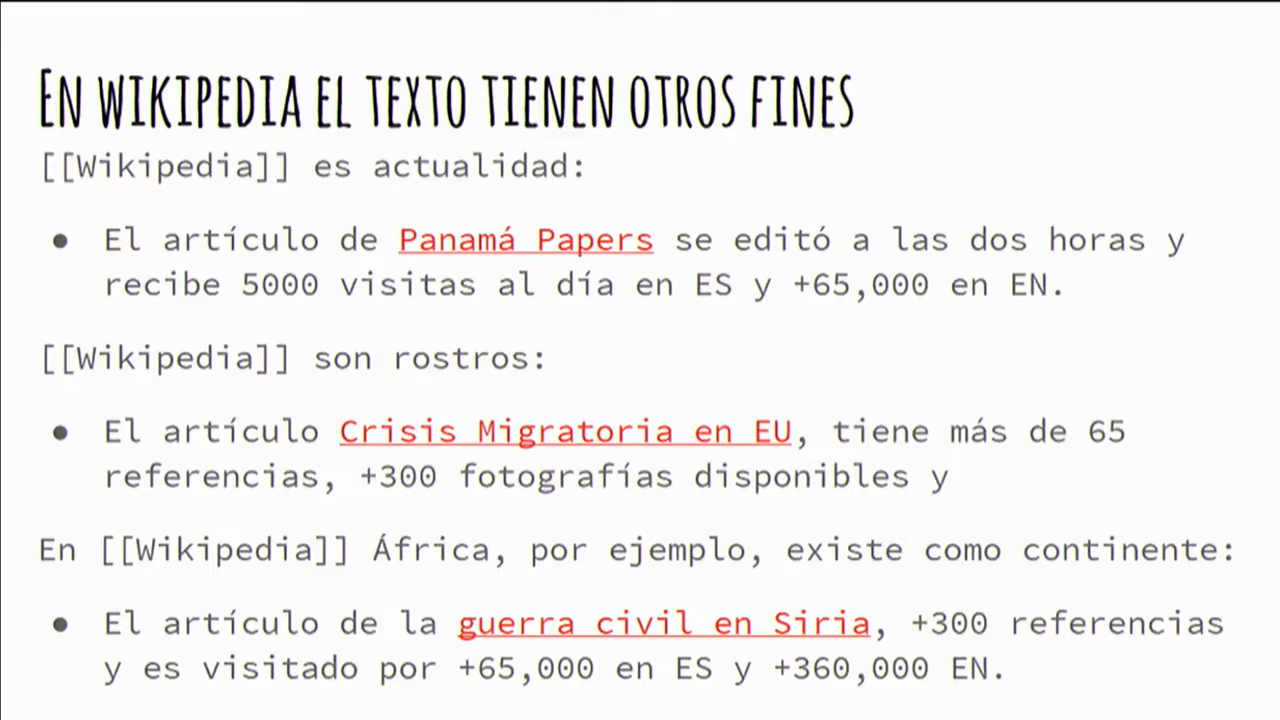 En wikipedia el texto tienen otros fines
[[Wikipedia]] es actualidad:
● El artículo de Panamá Papers se editó a las dos horas y
recibe 5000 visitas al día en ES y +65,000 en EN.
[[Wikipedia]] son rostros:
● El artículo Crisis Migratoria en EU, tiene más de 65
referencias, +300 fotografías disponibles y
En [[Wikipedia]] África, por ejemplo, existe como continente:
● El artículo de la guerra civil en Siria, +300 referencias
y es visitado por +65,000 en ES y +360,000 EN.